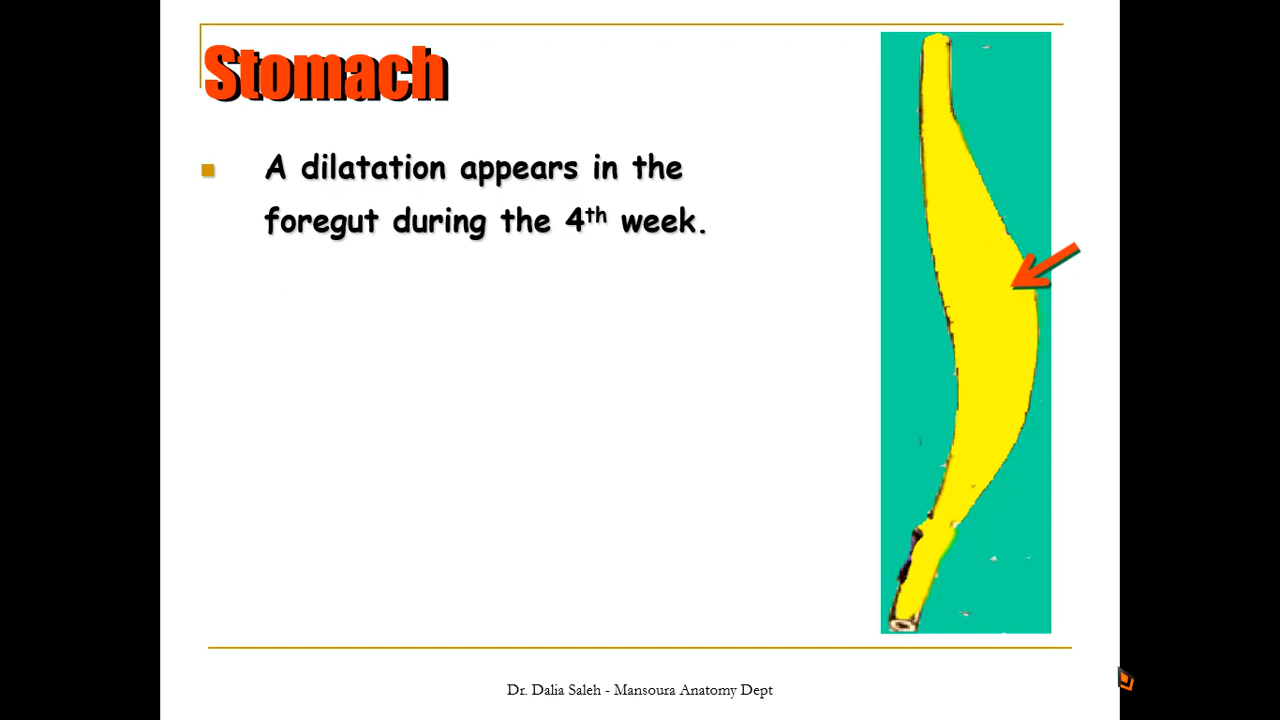 Stomach
A dilatation appears in the
foregut during the 4th week.
Dr. Dalia Saleh - Mansoura Anatomy Dept